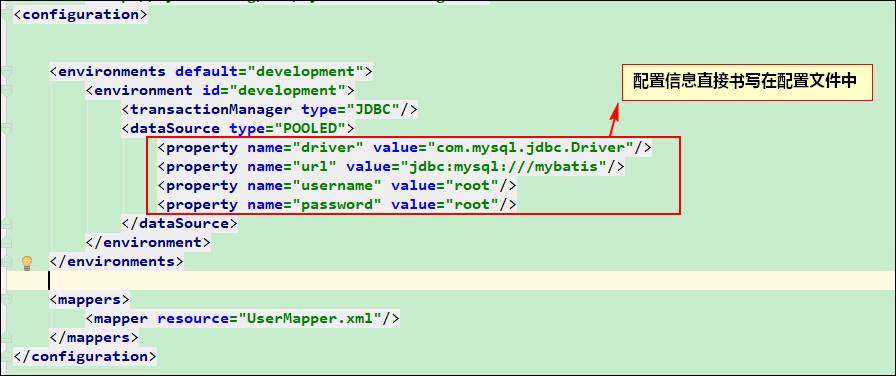 <configuration>
<environments default="development">
<environment id="development">
<transactionManager type="JDBC"/>
<dataSource type="POOLED">
配置信息直接书写在配置文件中
<property name="driver" value="com.mysql.jdbc.Driver"/>
<property name="url" value="jdbc:mysql:///mybatis"/>
<property name="username" value="root"/>
<property name="password" value="root"/>
</dataSource>
</environment>
</environments>
<mappers>
<mapper resource="UserMapper.xml"/>
</mappers>
</configuration>